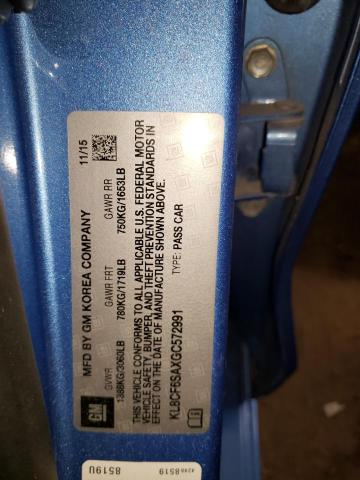 MFD BY GM KOREA COMPANY 11/15
GVWR GAWR FRT GAWR RR
1388KG/3060LB 780KG/1719LB 750KG/1653LB
THIS VEHICLE CONFORMS TO ALL APPLICABLE U.S. FEDERAL MOTOR
VEHICLE SAFETY, BUMPER, AND THEFT PREVENTION STANDARDS IN
EFFECT ON THE DATE OF MANUFACTURE SHOWN ABOVE.
KL8CF6SAXGC572991 TYPE: PASS CAR
GM
8519U
4248 8519